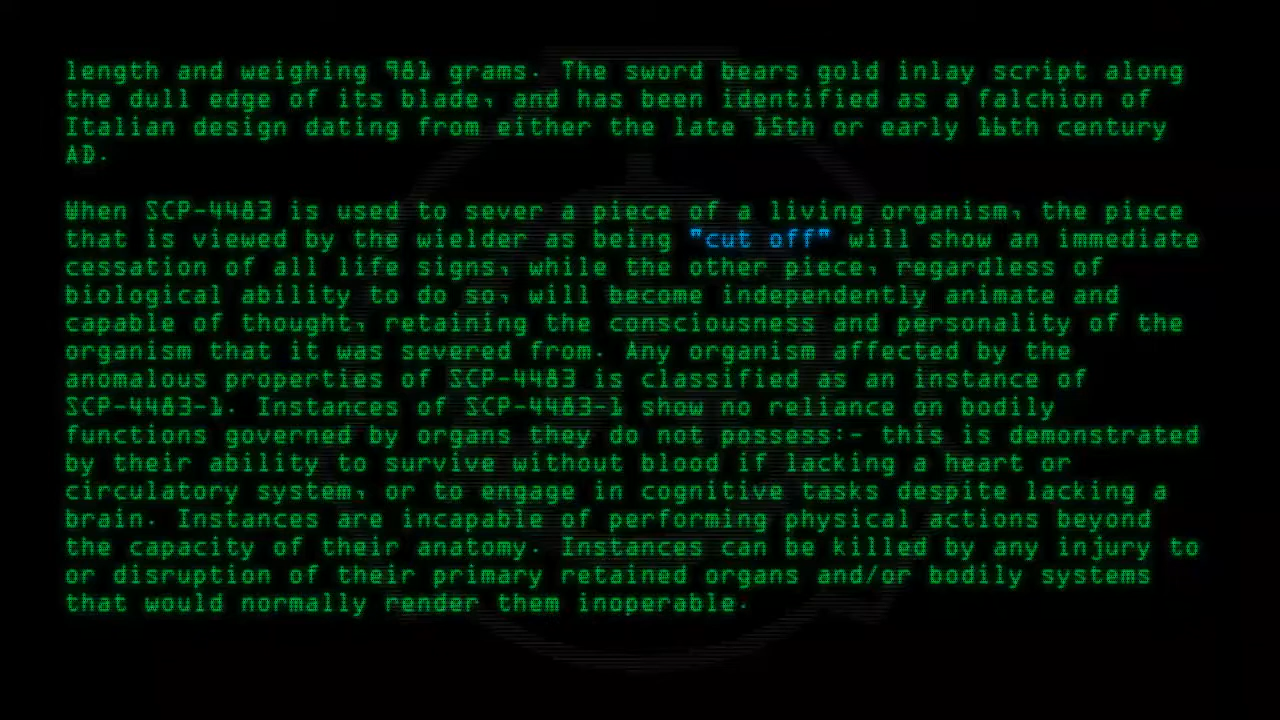 length and weighing 981 grams. The sword bears gold inlay script along
the dull edge of its blade, and has been identified as a falchion of
Italian design dating from either the late 15th or early 16th century
AD.
When SCP-4483 is used to sever a piece of a living organism, the piece
that is viewed by the wielder as being "cut off" will show an immediate
cessation of all life signs, while the other piece, regardless of
biological ability to do so, will become independently animate and
capable of thought, retaining the consciousness and personality of the
organism that it was severed from. Any organism affected by the
anomalous properties of SCP-4483 is classified as an instance of
SCP-4483-1. Instances of SCP-4483-1 show no reliance on bodily
functions governed by organs they do not possess:- this is demonstrated
by their ability to survive without blood if lacking a heart or
circulatory system, or to engage in cognitive tasks despite lacking a
brain. Instances are incapable of performing physical actions beyond
the capacity of their anatomy. Instances can be killed by any injury to
or disruption of their primary retained organs and/or bodily systems
that would normally render them inoperable.